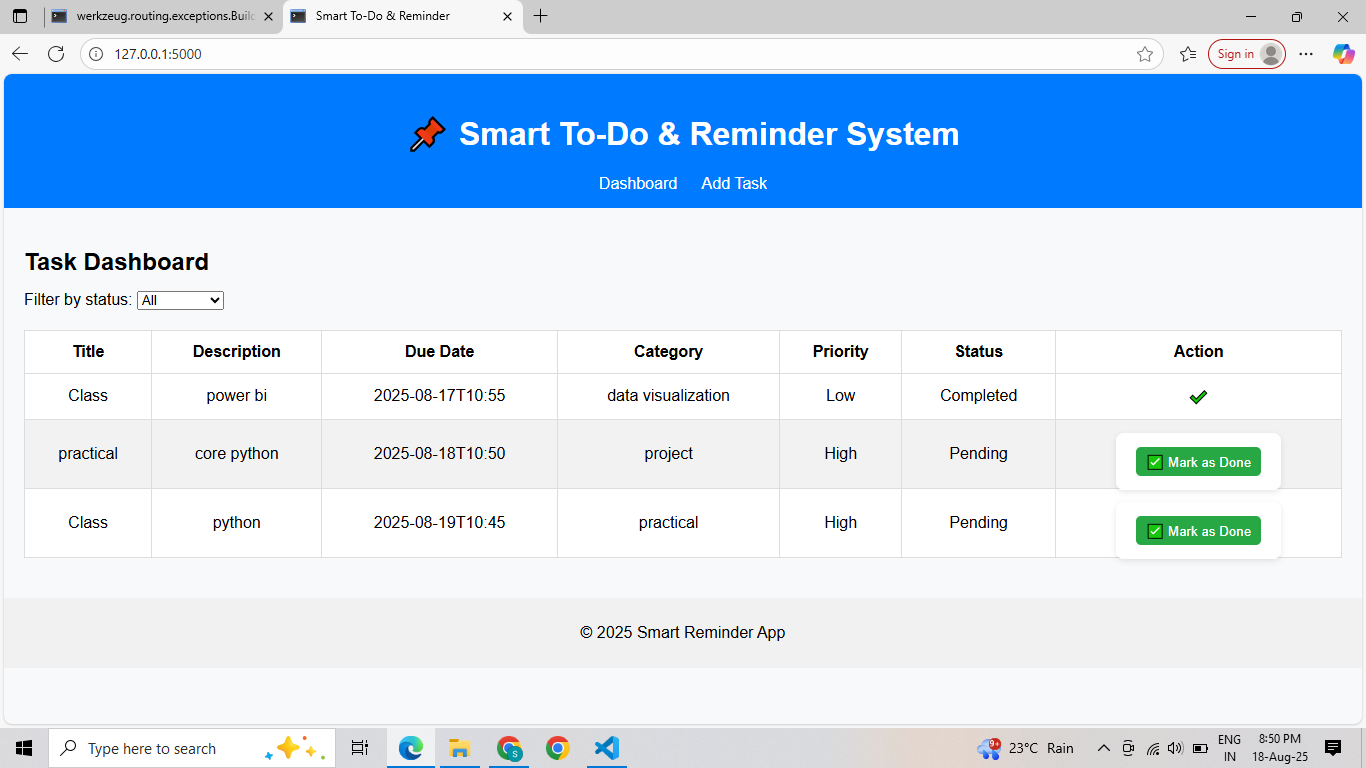 werkzeug.routing.exceptions.Buil
Smart To-Do & Reminder
127.0.0.1:5000
Sign in
Smart To-Do & Reminder System
Dashboard Add Task
Task Dashboard
Filter by status: All
Title Description Due Date Category Priority Status Action
Class power bi 2025-08-17T10:55 data visualization Low Completed
practical core python 2025-08-18T10:50 project High Pending Mark as Done
Class python 2025-08-19T10:45 practical High Pending Mark as Done
© 2025 Smart Reminder App
Type here to search
9+
23°C Rain
ENG
IN
8:50 PM
18-Aug-25